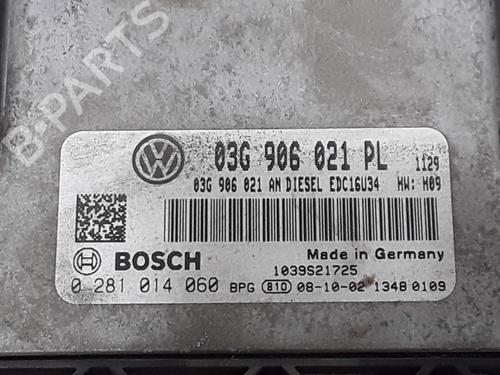 B-PARTS
03G 906 021 PL 1129
03G 906 021 AN DIESEL EDC16U34 HW: H09
BOSCH
Made in Germany
1039S21725
0 281 014 060 BPG 810 08-10-02 1348 0109